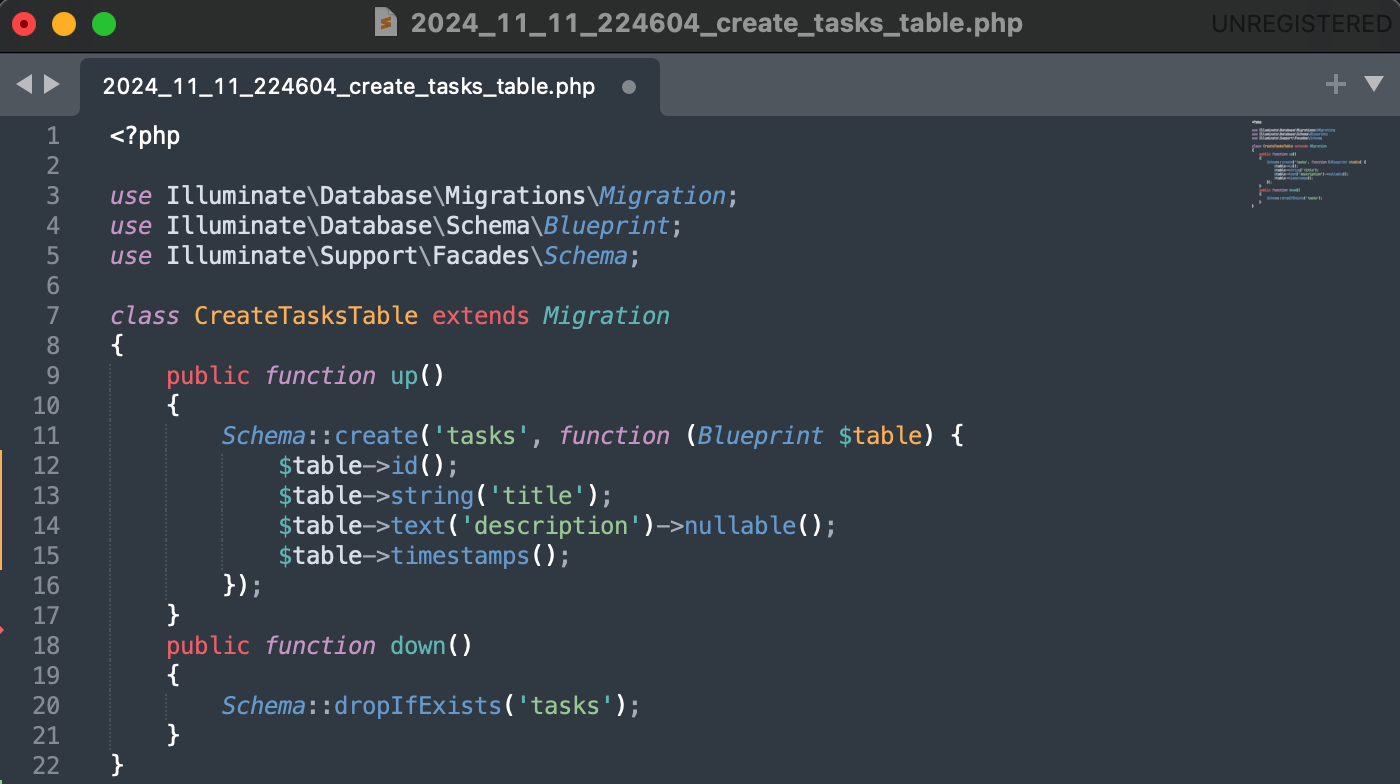 2024_11_11_224604_create_tasks_table.php
UNREGISTERED
2024_11_11_224604_create_tasks_table.php
1 <?php
2
3 use Illuminate\Database\Migrations\Migration;
4 use Illuminate\Database\Schema\Blueprint;
5 use Illuminate\Support\Facades\Schema;
6
7 class CreateTasksTable extends Migration
8 {
9     public function up()
10     {
11         Schema::create('tasks', function (Blueprint $table) {
12             $table->id();
13             $table->string('title');
14             $table->text('description')->nullable();
15             $table->timestamps();
16         });
17     }
18     public function down()
19     {
20         Schema::dropIfExists('tasks');
21     }
22 }